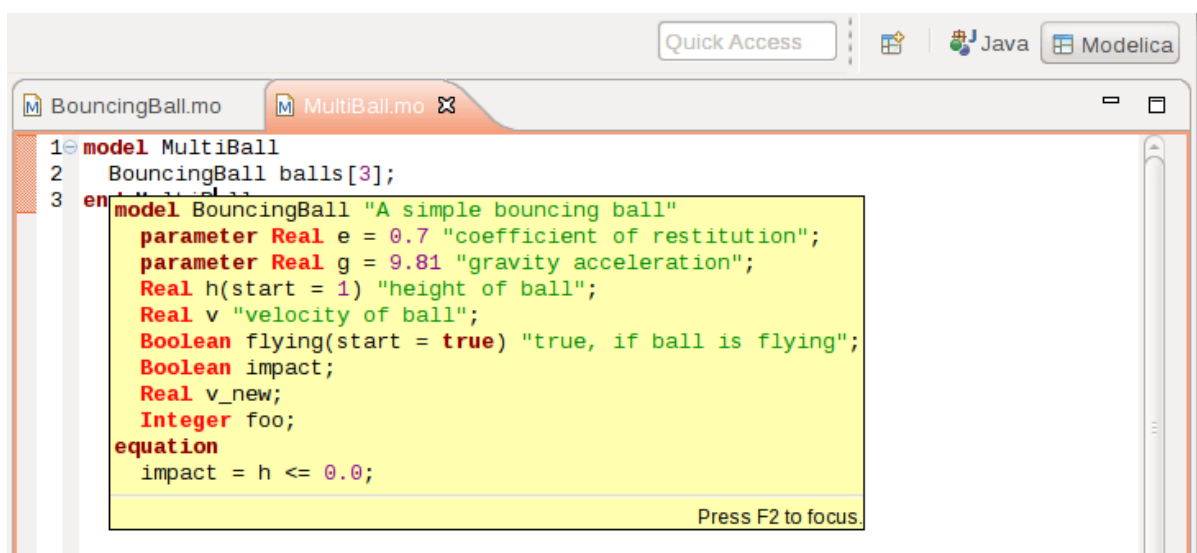 Quick Access Java Modelica
BouncingBall.mo MultiBall.mo
1 model MultiBall
2 BouncingBall balls[3];
3 en
model BouncingBall "A simple bouncing ball"
parameter Real e = 0.7 "coefficient of restitution";
parameter Real g = 9.81 "gravity acceleration";
Real h(start = 1) "height of ball";
Real v "velocity of ball";
Boolean flying(start = true) "true, if ball is flying";
Boolean impact;
Real v_new;
Integer foo;
equation
impact = h <= 0.0;
Press F2 to focus.